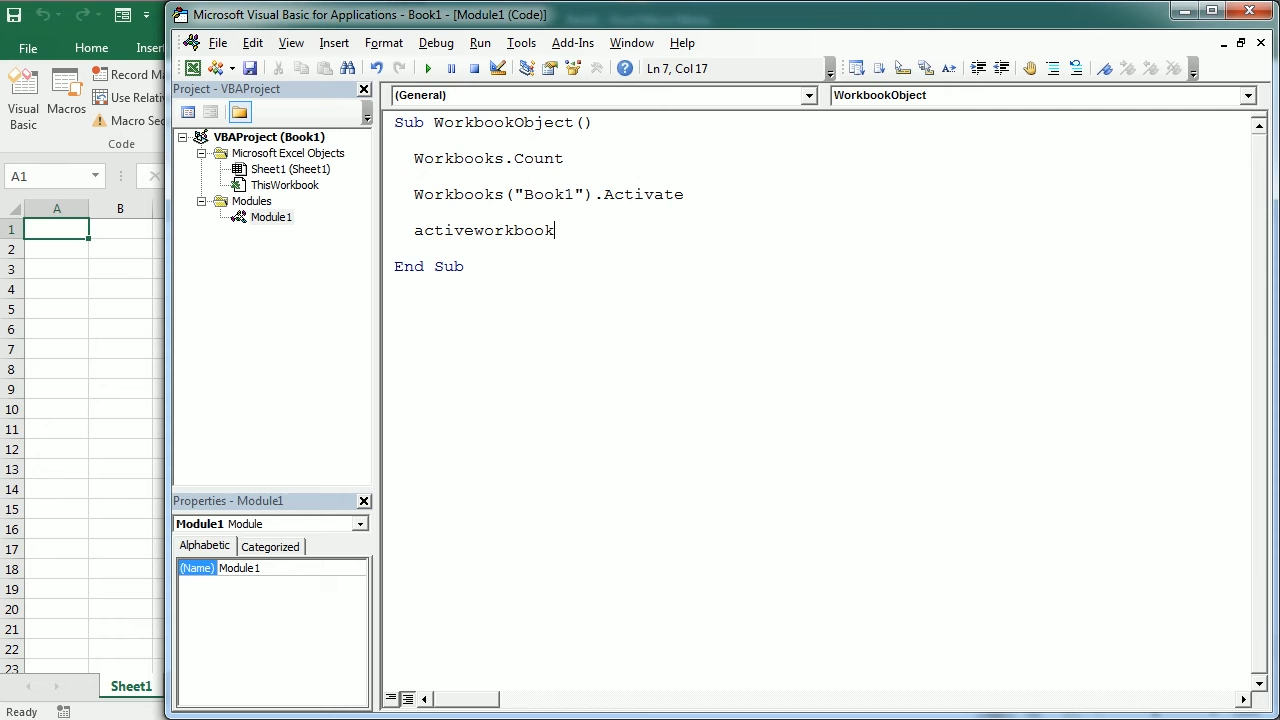 Microsoft Visual Basic for Applications - Book1 - [Module1 (Code)]
File Home Inser
File Edit View Insert Format Debug Run Tools Add-Ins Window Help
Ln 7, Col 17
Visual Basic
Macros
Record Ma
Use Relativ
Macro Sec
Code
A1
A B
1
2
3
4
5
6
7
8
9
10
11
12
13
14
15
16
17
18
19
20
21
22
23
Sheet1
Ready
Project - VBAProject
VBAProject (Book1)
Microsoft Excel Objects
Sheet1 (Sheet1)
ThisWorkbook
Modules
Module1
Properties - Module1
Module1 Module
Alphabetic Categorized
(Name) Module1
(General) WorkbookObject
Sub WorkbookObject()
Workbooks.Count
Workbooks("Book1").Activate
activeworkbook
End Sub